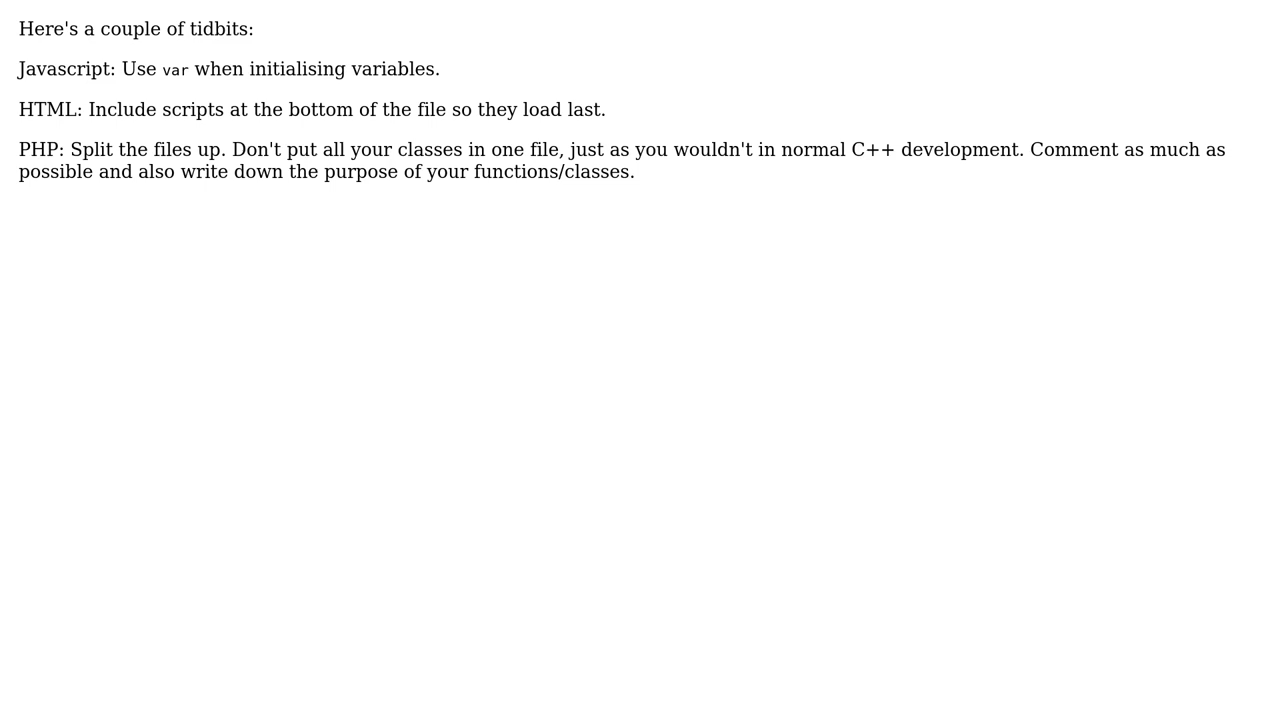 Here's a couple of tidbits:
Javascript: Use var when initialising variables.
HTML: Include scripts at the bottom of the file so they load last.
PHP: Split the files up. Don't put all your classes in one file, just as you wouldn't in normal C++ development. Comment as much as
possible and also write down the purpose of your functions/classes.